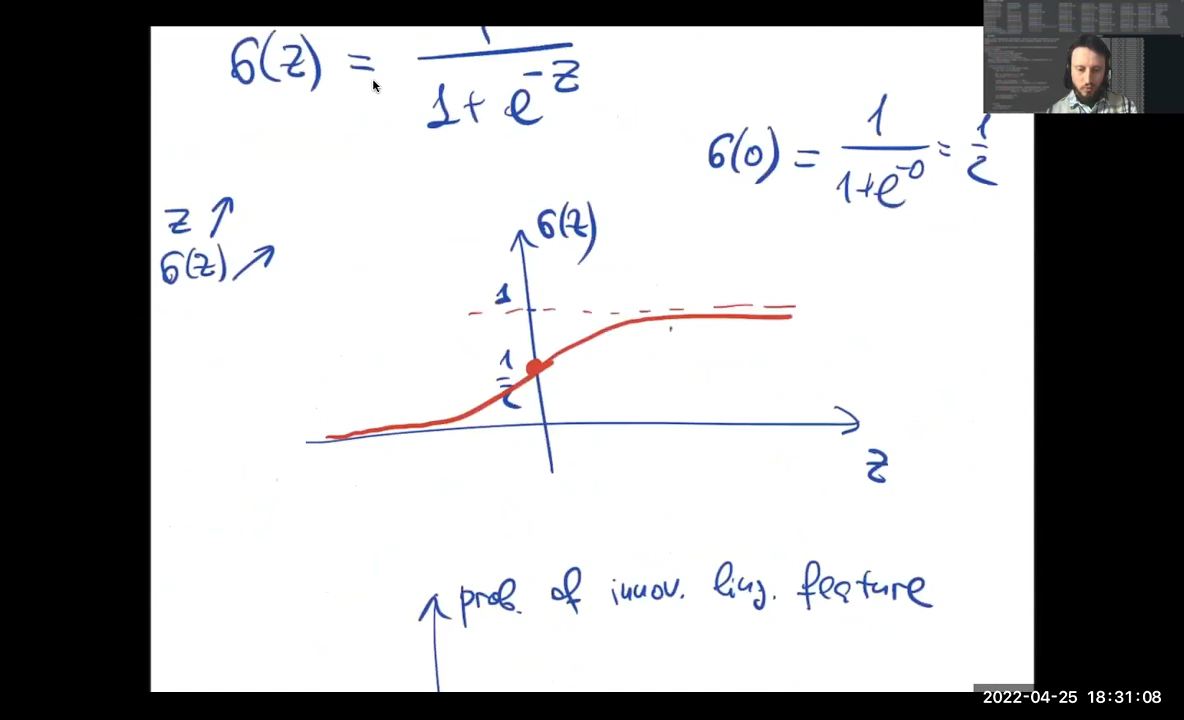 σ(z) = 1 / (1 + e^-z)
σ(0) = 1 / (1+e^-0) = 1/2
z ↑
σ(z) ↗
σ(z)
1
1/2
z
prob. of innov. ling. feature
2022-04-25 18:31:08